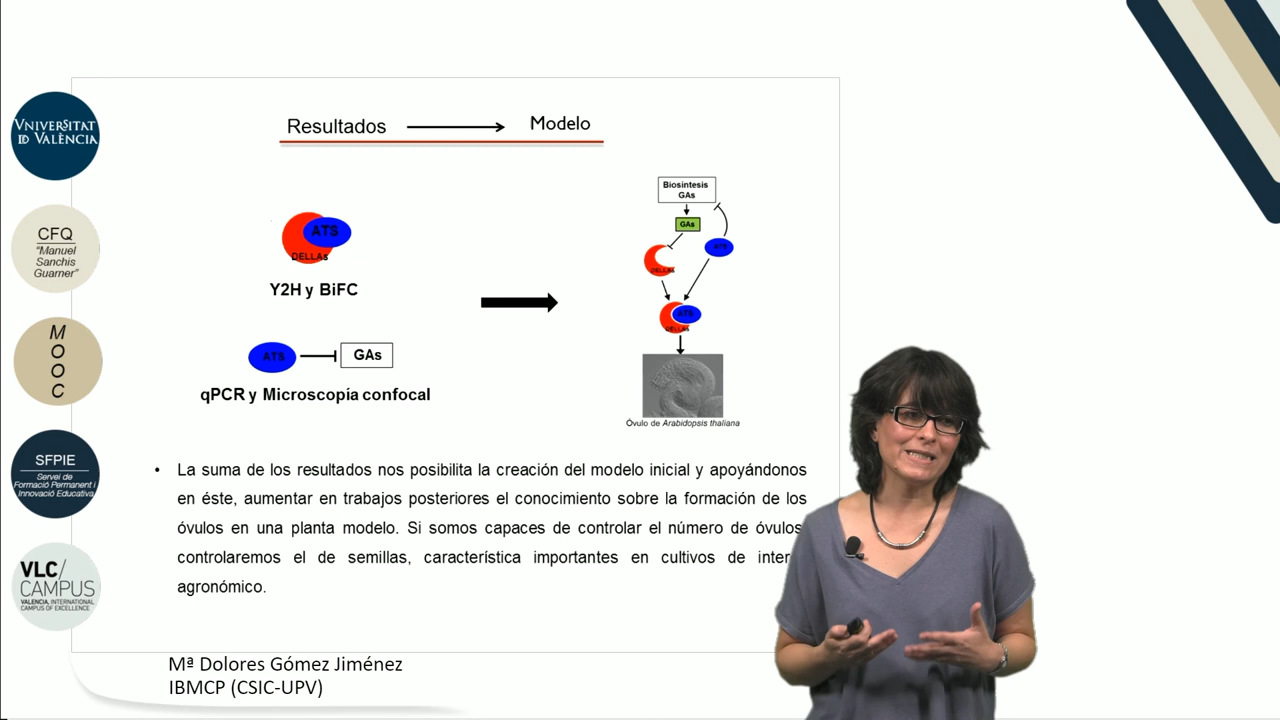 VNIVERSITAT
ID VALÈNCIA
CFQ
"Manuel
Sanchis
Guarner"
M
O
O
C
SFPIE
Servei de
Formació Permanent i
Innovació Educativa
VLC/
CAMPUS
VALENCIA, INTERNATIONAL
CAMPUS OF EXCELLENCE
Resultados
Modelo
ATS
DELLAs
Y2H y BiFC
ATS
GAs
qPCR y Microscopía confocal
Biosíntesis
GAs
GAs
ATS
DELLAs
ATS
DELLAs
Óvulo de Arabidopsis thaliana
• La suma de los resultados nos posibilita la creación del modelo inicial y apoyándonos
en éste, aumentar en trabajos posteriores el conocimiento sobre la formación de los
óvulos en una planta modelo. Si somos capaces de controlar el número de óvulos
controlaremos el de semillas, característica importantes en cultivos de
agronómico.
Mª Dolores Gómez Jiménez
IBMCP (CSIC-UPV)